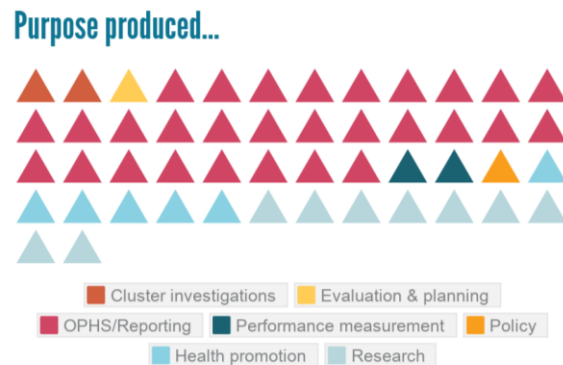 Purpose produced...
Cluster investigations Evaluation & planning
OPHS/Reporting Performance measurement Policy
Health promotion Research